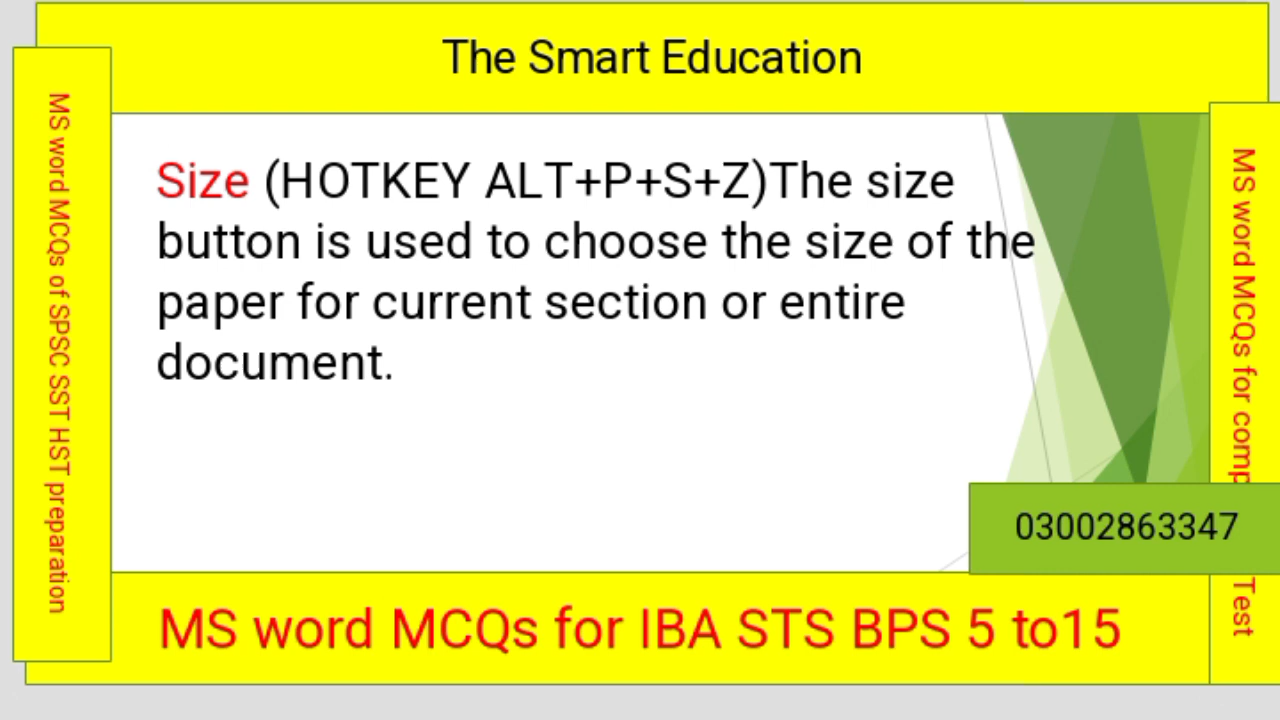 The Smart Education
MS word MCQs of SPSC SST HST preparation
Size (HOTKEY ALT+P+S+Z)The size
button is used to choose the size of the
paper for current section or entire
document.
MS word MCQs for comp
Test
03002863347
MS word MCQs for IBA STS BPS 5 to15